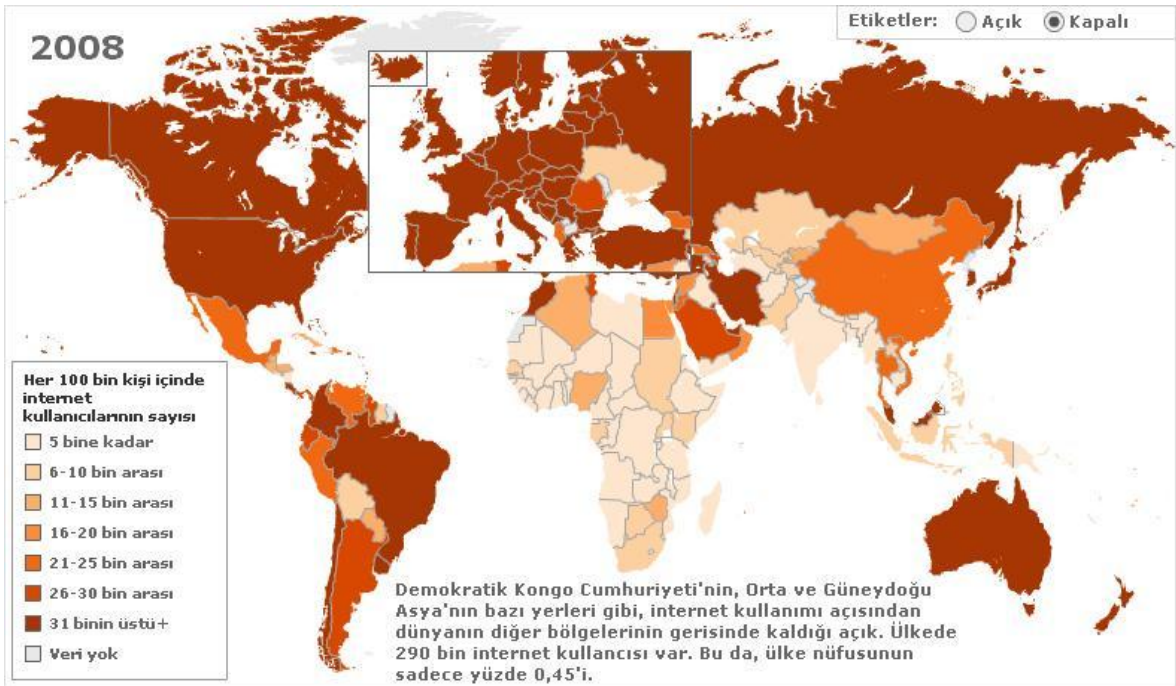 2008
Etiketler: Açık Kapalı
Her 100 bin kişi içinde
internet
kullanıcılarının sayısı
5 bine kadar
6-10 bin arası
11-15 bin arası
16-20 bin arası
21-25 bin arası
26-30 bin arası
31 binin üstü+
Veri yok
Demokratik Kongo Cumhuriyeti'nin, Orta ve Güneydoğu
Asya'nın bazı yerleri gibi, internet kullanımı açısından
dünyanın diğer bölgelerinin gerisinde kaldığı açık. Ülkede
290 bin internet kullancısı var. Bu da, ülke nüfusunun
sadece yüzde 0,45'i.